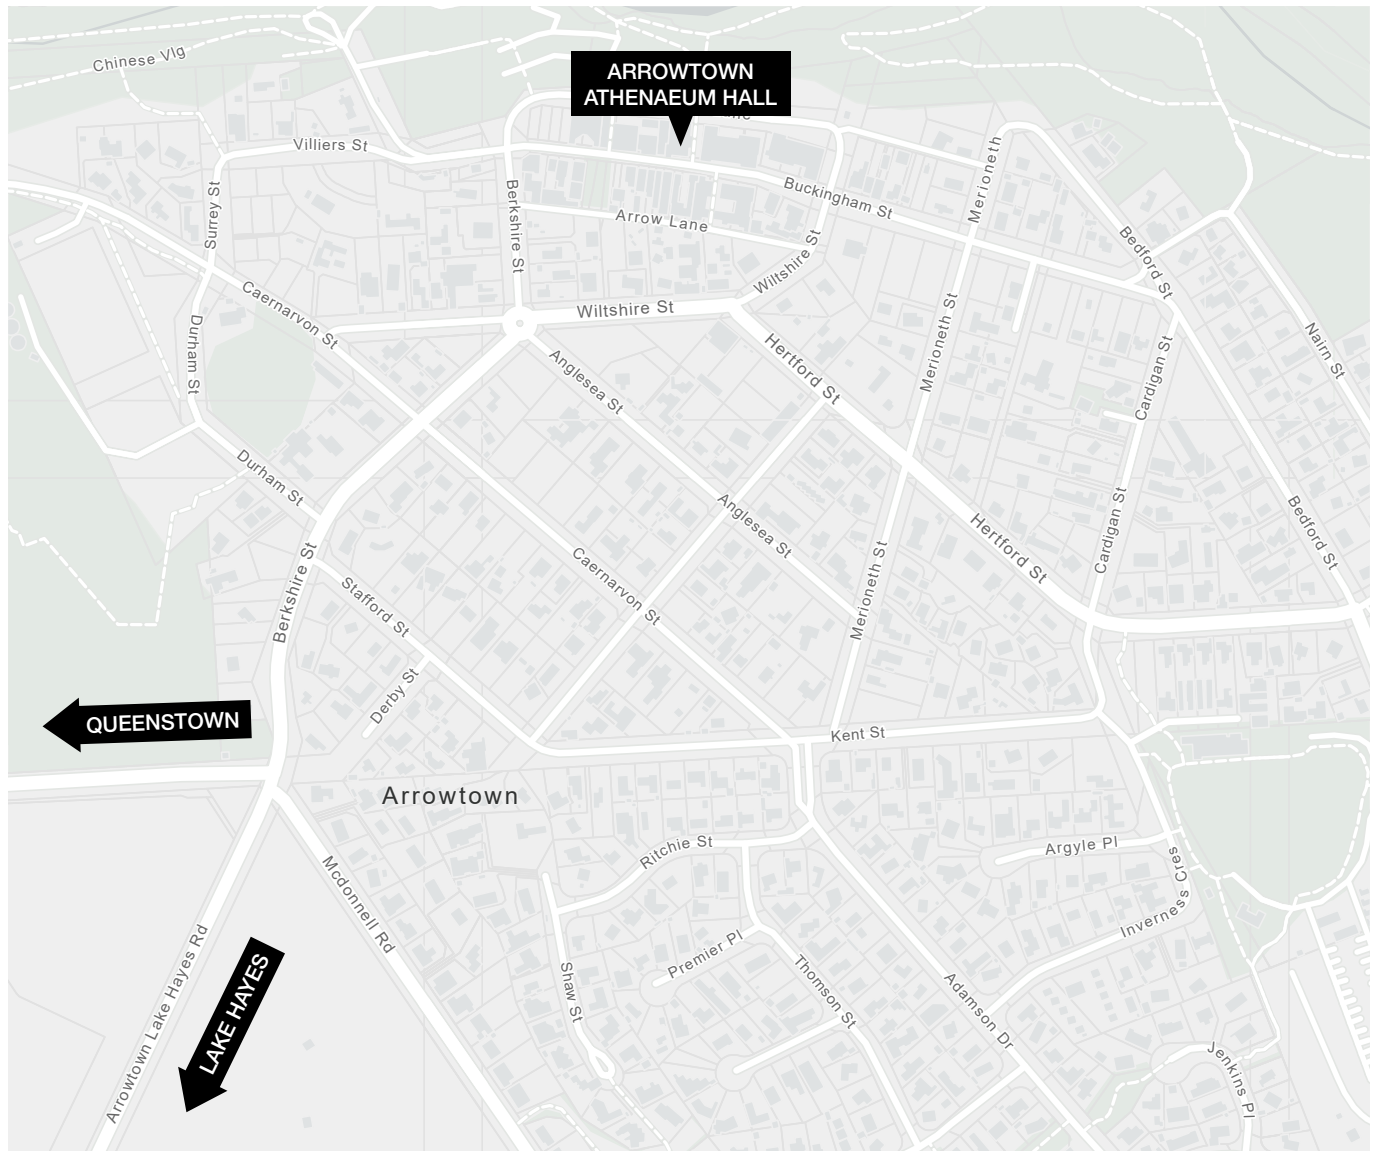 Chinese Vlg
ARROWTOWN
ATHENAEUM HALL
Villiers St
Merioneth
Buckingham St
Surrey St
Berkshire St
Arrow Lane
Wiltshire St
Bedford St
Caernarvon St
Wiltshire St
Durham St
Anglesea St
Hertford St
Merioneth St
Cardigan St
Nairn St
Durham St
Anglesea St
Hertford St
Cardigan St
Bedford St
Berkshire St
Stafford St
Caernarvon St
Merioneth St
Derby St
QUEENSTOWN
Kent St
Arrowtown
Ritchie St
Argyle Pl
Inverness Cres
Mcdonnell Rd
Premier Pl
Thomson St
Shaw St
Adamson Dr
Arrowtown Lake Hayes Rd
LAKE HAYES
Jenkins Pl